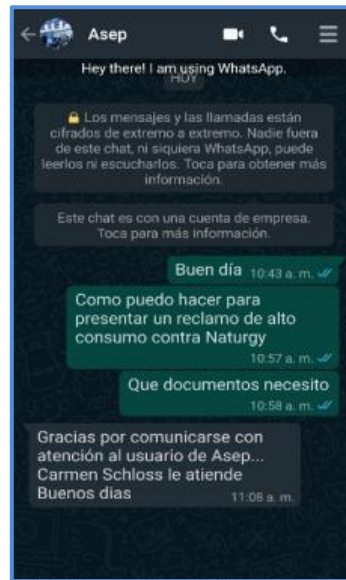 Asep
Hey there! I am using WhatsApp.
HOY
Los mensajes y las llamadas están
cifrados de extremo a extremo. Nadie fuera
de este chat, ni siquiera WhatsApp, puede
leerlos ni escucharlos. Toca para obtener más
información.
Este chat es con una cuenta de empresa.
Toca para más información.
Buen día 10:43 a. m.
Como puedo hacer para
presentar un reclamo de alto
consumo contra Naturgy
10:57 a. m.
Que documentos necesito
10:58 a. m.
Gracias por comunicarse con
atención al usuario de Asep...
Carmen Schloss le atiende
Buenos dias 11:08 a. m.